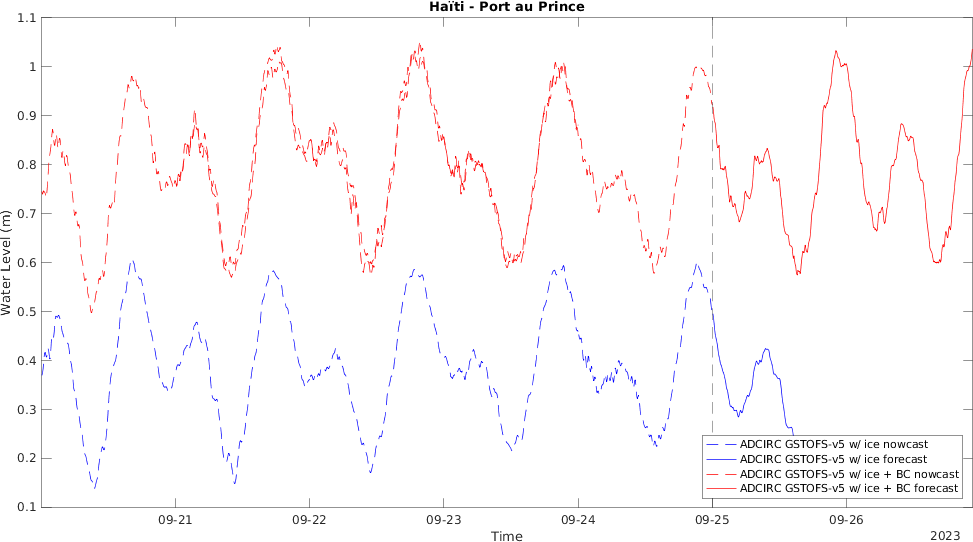 Haïti - Port au Prince
1.1
1
0.9
0.8
0.7
0.6
0.5
0.4
0.3
0.2
0.1
Water Level (m)
ADCIRC GSTOFS-v5 w/ ice nowcast
ADCIRC GSTOFS-v5 w/ ice forecast
ADCIRC GSTOFS-v5 w/ ice + BC nowcast
ADCIRC GSTOFS-v5 w/ ice + BC forecast
09-21 09-22 09-23 09-24 09-25 09-26
Time
2023